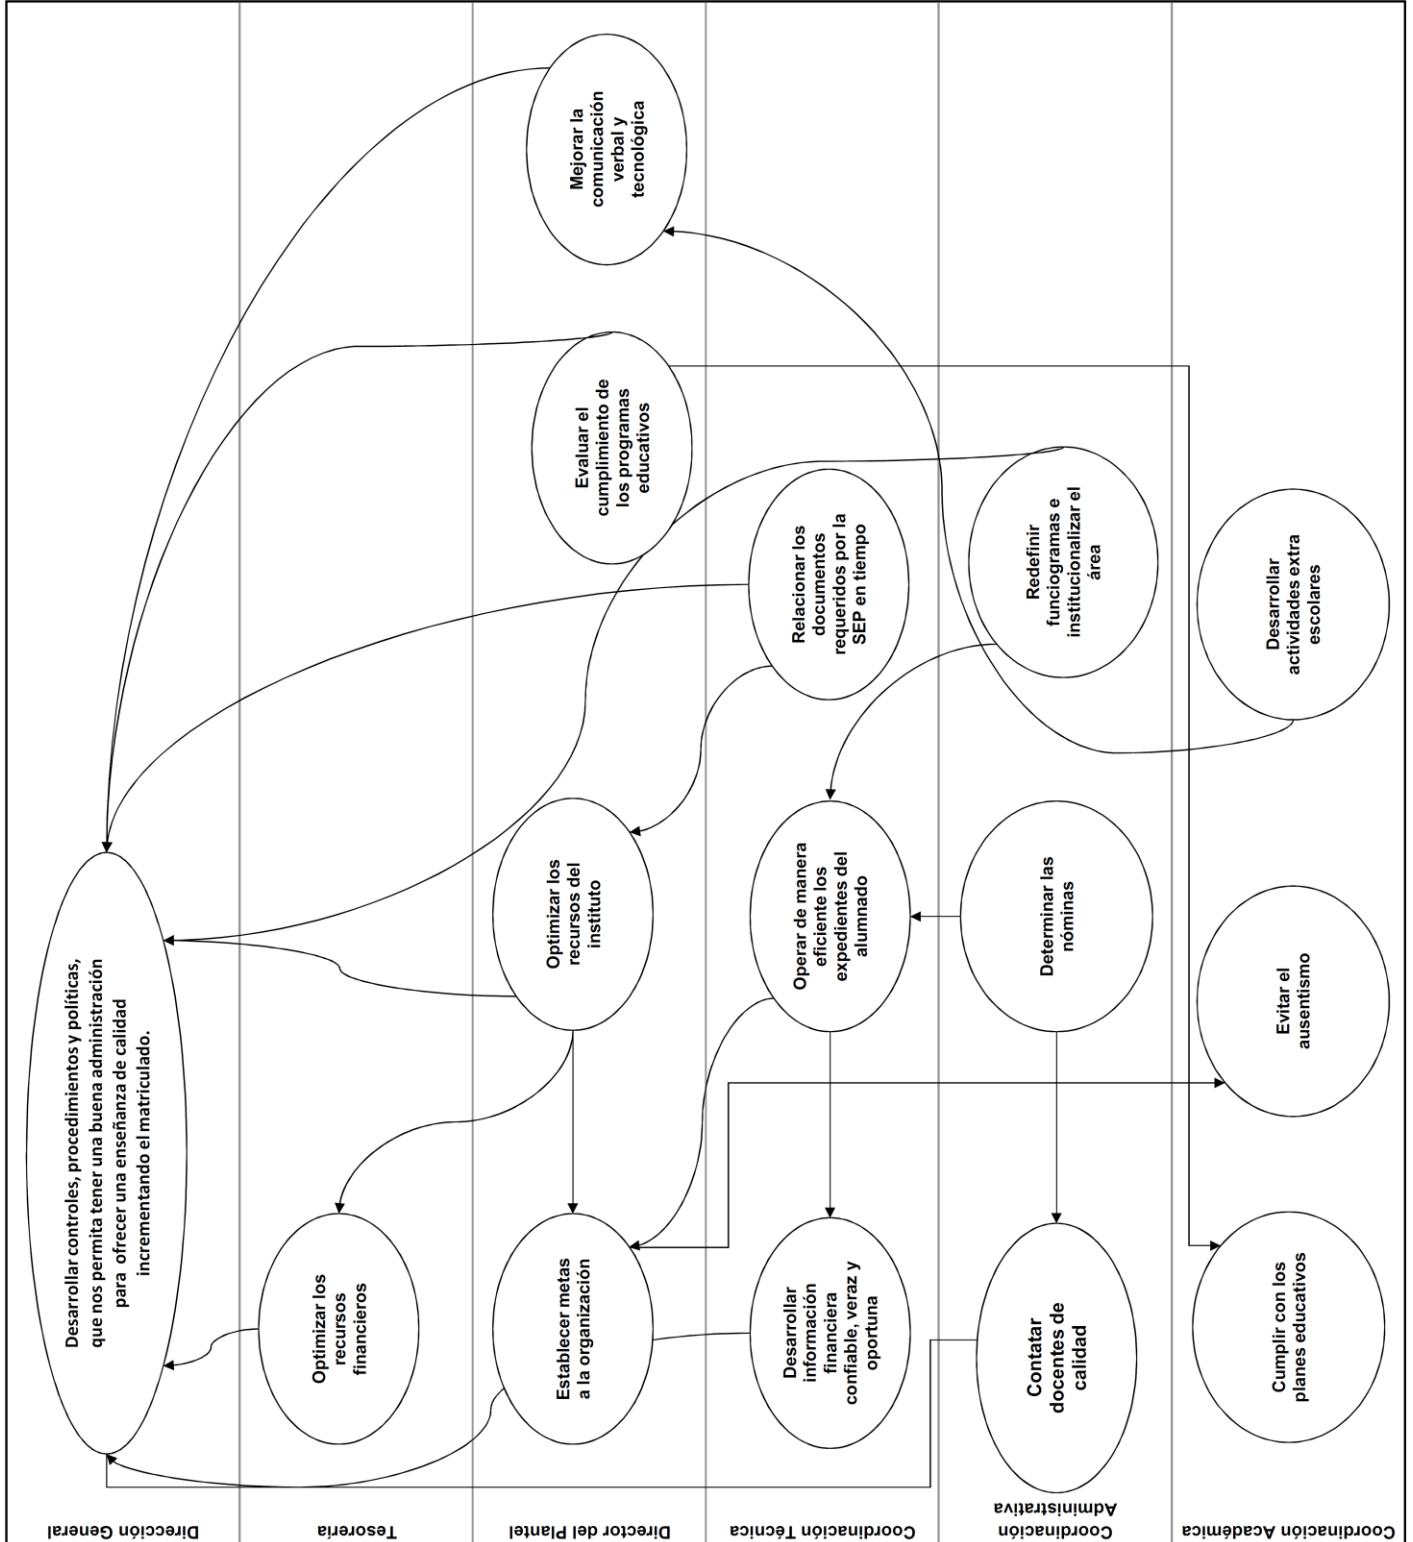 Dirección General
Desarrollar controles, procedimientos y políticas,
que nos permita tener una buena administración
para ofrecer una enseñanza de calidad
incrementando el matriculado.
Tesorería
Optimizar los
recursos
financieros
Director del Plantel
Establecer metas
a la organización
Optimizar los
recursos del
instituto
Evaluar el
cumplimiento de
los programas
educativos
Mejorar la
comunicación
verbal y
tecnológica
Coordinación Técnica
Desarrollar
información
financiera
confiable, veraz y
oportuna
Operar de manera
eficiente los
expedientes del
alumnado
Relacionar los
documentos
requeridos por la
SEP en tiempo
Coordinación
Administrativa
Contatar
docentes de
calidad
Determinar las
nóminas
Redefinir
funciogramas e
institucionalizar el
área
Coordinación Académica
Cumplir con los
planes educativos
Evitar el
ausentismo
Desarrollar
actividades extra
escolares